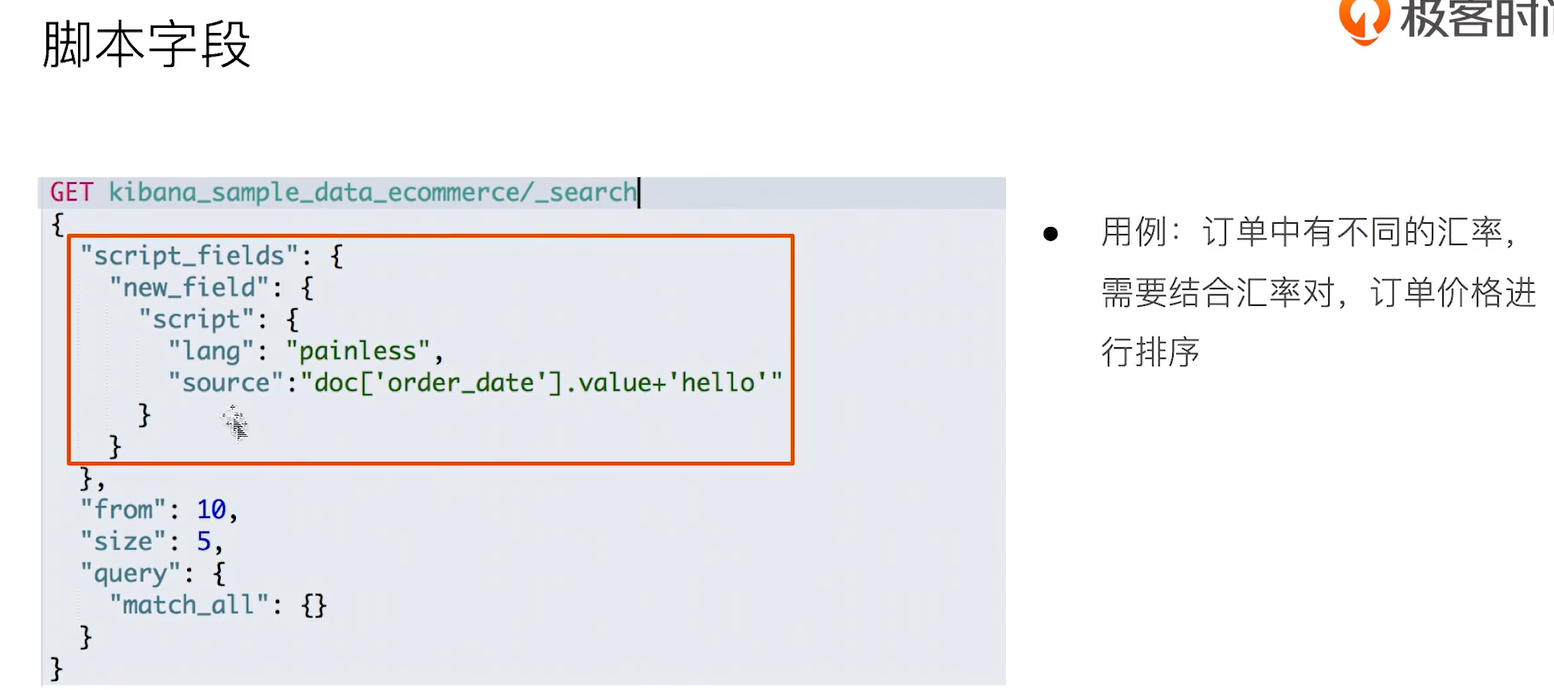 脚本字段
极客时间
GET kibana_sample_data_ecommerce/_search
{
  "script_fields": {
    "new_field": {
      "script": {
        "lang": "painless",
        "source":"doc['order_date'].value+'hello'"
      }
    }
  },
  "from": 10,
  "size": 5,
  "query": {
    "match_all": {}
  }
}
● 用例：订单中有不同的汇率，
需要结合汇率对，订单价格进
行排序